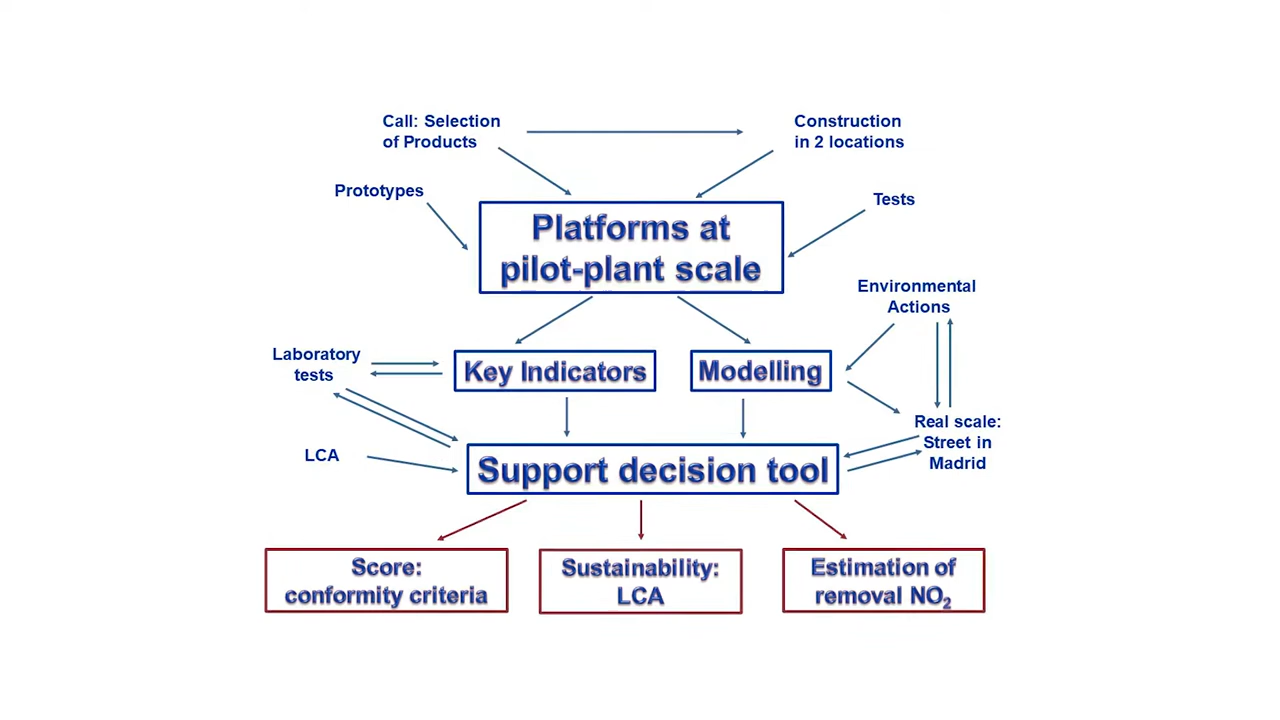 Call: Selection
of Products
Construction
in 2 locations
Prototypes
Tests
Platforms at
pilot-plant scale
Environmental
Actions
Laboratory
tests
Key Indicators
Modelling
Real scale:
Street in
Madrid
LCA
Support decision tool
Score:
conformity criteria
Sustainability:
LCA
Estimation of
removal NO₂